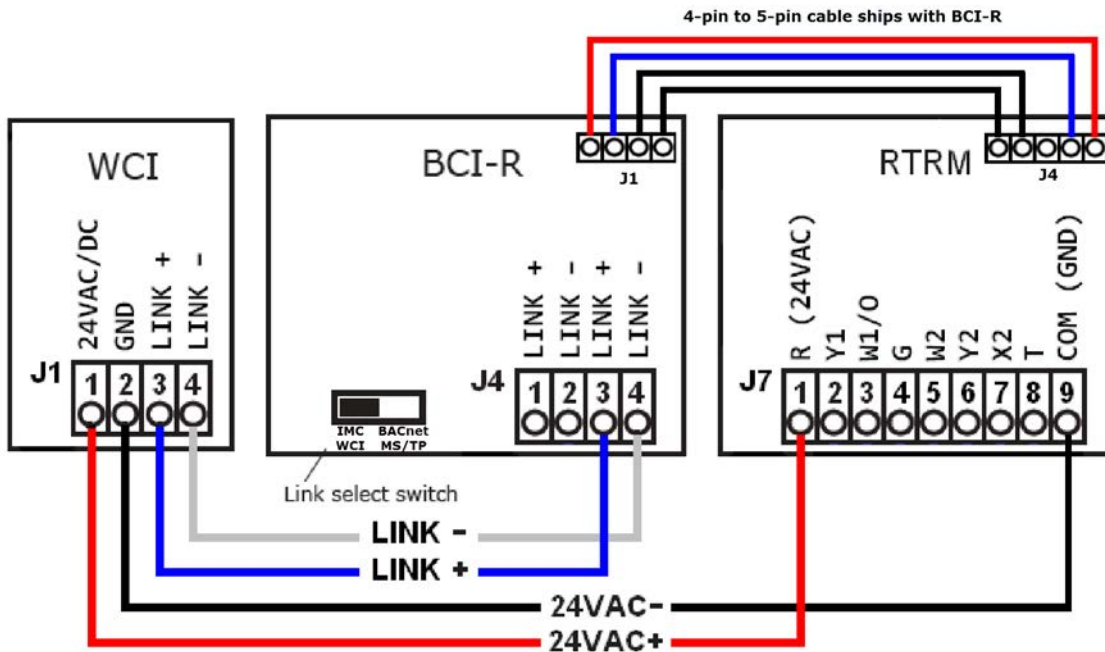 4-pin to 5-pin cable ships with BCI-R
WCI
BCI-R
RTRM
J1
J4
24VAC/DC
GND
LINK +
LINK -
LINK +
LINK -
LINK +
LINK -
R (24VAC)
Y1
W1/O
G
W2
Y2
X2
T
COM (GND)
J1
1 2 3 4
J4
1 2 3 4
J7
1 2 3 4 5 6 7 8 9
IMC BACnet
WCI MS/TP
Link select switch
LINK -
LINK +
24VAC-
24VAC+